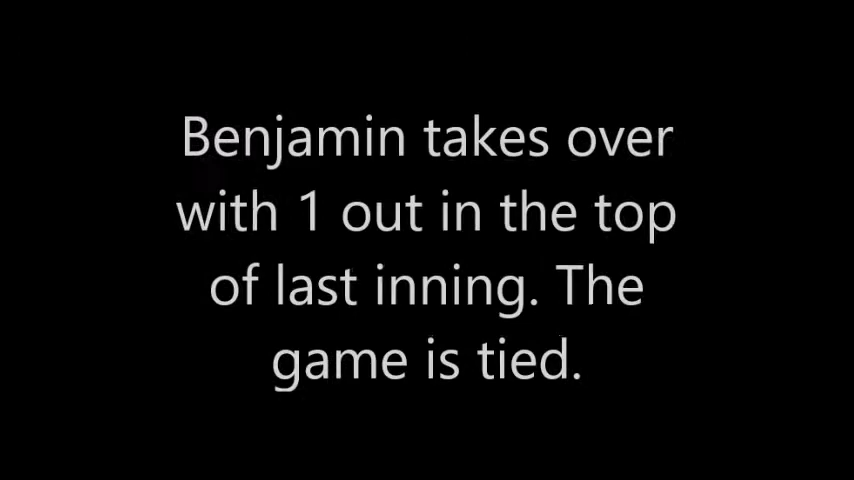 Benjamin takes over
with 1 out in the top
of last inning. The
game is tied.